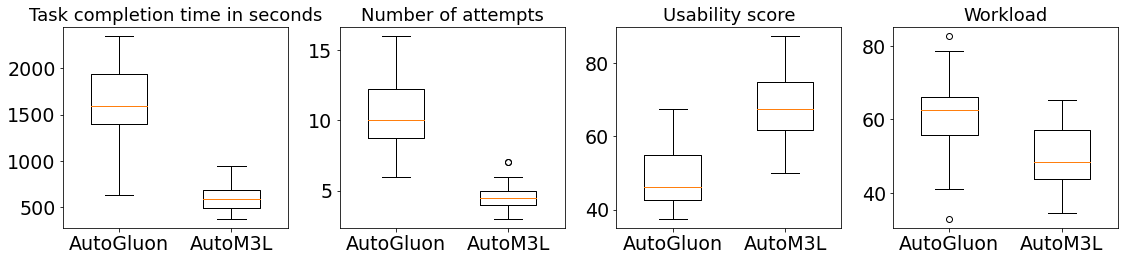 Task completion time in seconds
2000
1500
1000
500
AutoGluon AutoM3L
Number of attempts
15
10
5
AutoGluon AutoM3L
Usability score
80
60
40
AutoGluon AutoM3L
Workload
80
60
40
AutoGluon AutoM3L